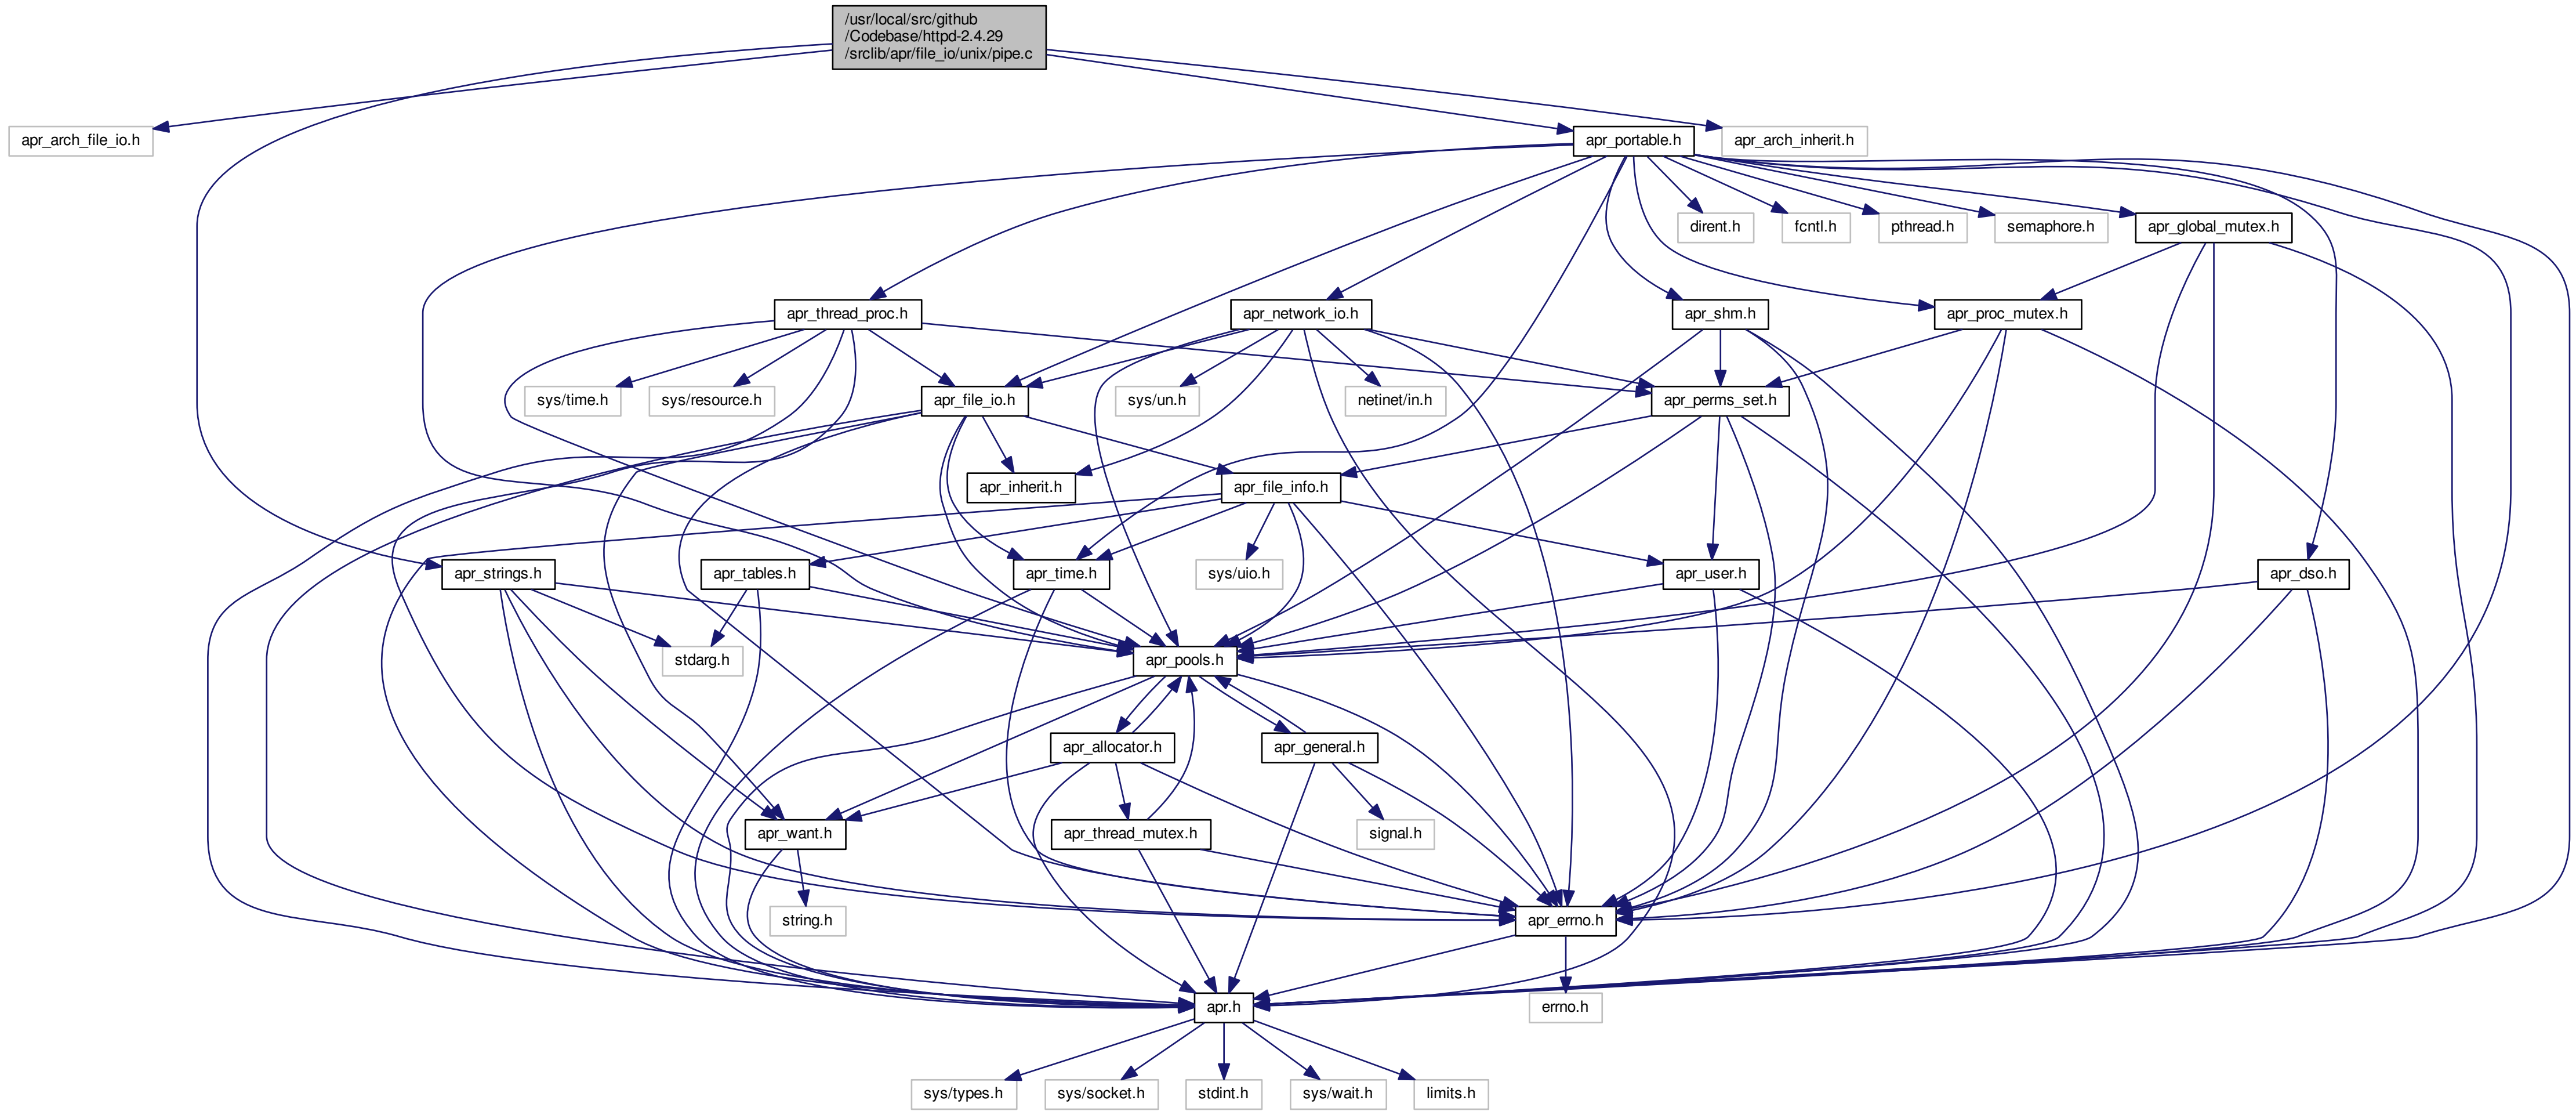 /usr/local/src/github
/Codebase/httpd-2.4.29
/srclib/apr/file_io/unix/pipe.c
apr_arch_file_io.h
apr_portable.h
apr_arch_inherit.h
dirent.h
fcntl.h
pthread.h
semaphore.h
apr_global_mutex.h
apr_thread_proc.h
apr_network_io.h
apr_shm.h
apr_proc_mutex.h
sys/time.h
sys/resource.h
apr_file_io.h
sys/un.h
netinet/in.h
apr_perms_set.h
apr_inherit.h
apr_file_info.h
apr_strings.h
apr_tables.h
apr_time.h
sys/uio.h
apr_user.h
apr_dso.h
stdarg.h
apr_pools.h
apr_allocator.h
apr_general.h
apr_want.h
apr_thread_mutex.h
signal.h
string.h
apr_errno.h
apr.h
errno.h
sys/types.h
sys/socket.h
stdint.h
sys/wait.h
limits.h